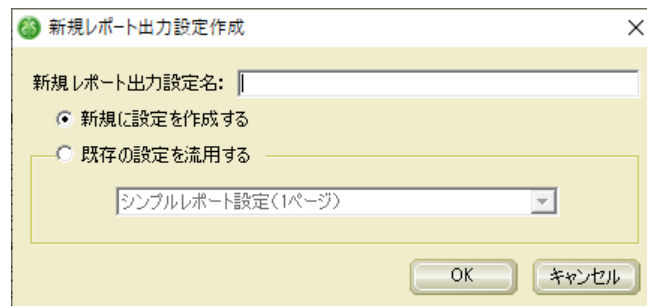 新規レポート出力設定作成
新規レポート出力設定名:
新規に設定を作成する
既存の設定を流用する
シンプルレポート設定(1ページ)
OK キャンセル